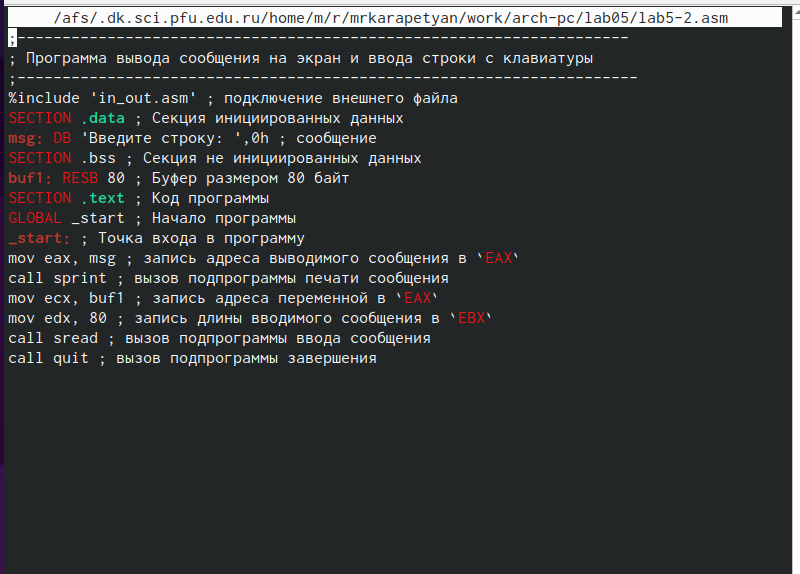 /afs/.dk.sci.pfu.edu.ru/home/m/r/mrkarapetyan/work/arch-pc/lab05/lab5-2.asm
;--------------------------------------------------------------------
; Программа вывода сообщения на экран и ввода строки с клавиатуры
;---------------------------------------------------------------------
%include 'in_out.asm' ; подключение внешнего файла
SECTION .data ; Секция инициированных данных
msg: DB 'Введите строку: ',0h ; сообщение
SECTION .bss ; Секция не инициированных данных
buf1: RESB 80 ; Буфер размером 80 байт
SECTION .text ; Код программы
GLOBAL _start ; Начало программы
_start: ; Точка входа в программу
mov eax, msg ; запись адреса выводимого сообщения в `EAX`
call sprint ; вызов подпрограммы печати сообщения
mov ecx, buf1 ; запись адреса переменной в `EAX`
mov edx, 80 ; запись длины вводимого сообщения в `EBX`
call sread ; вызов подпрограммы ввода сообщения
call quit ; вызов подпрограммы завершения